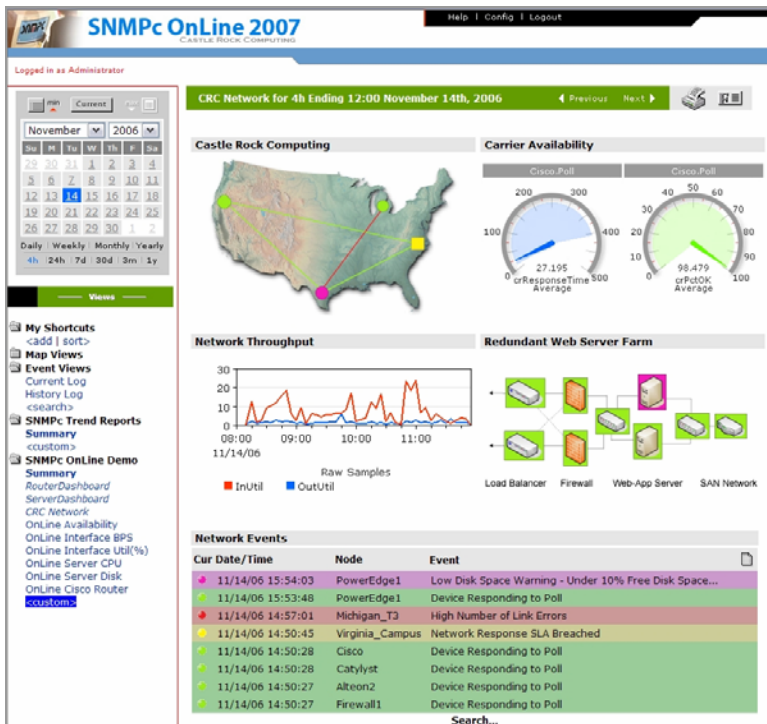 SNMPc OnLine 2007
CASTLE ROCK COMPUTING
Help | Config | Logout
Logged in as Administrator
min Current
November 2006
Su M Tu W Th F Sa
29 30 31 1 2 3 4
5 6 7 8 9 10 11
12 13 14 15 16 17 18
19 20 21 22 23 24 25
26 27 28 29 30 1 2
Daily | Weekly | Monthly | Yearly
4h | 24h | 7d | 30d | 3m | 1y
Views
My Shortcuts
<add | sort>
Map Views
Event Views
Current Log
History Log
<search>
SNMPc Trend Reports
Summary
<custom>
SNMPc OnLine Demo
Summary
RouterDashboard
ServerDashboard
CRC Network
OnLine Availability
OnLine Interface BPS
OnLine Interface Util(%)
OnLine Server CPU
OnLine Server Disk
OnLine Cisco Router
<custom>
CRC Network for 4h Ending 12:00 November 14th, 2006
Previous Next
Castle Rock Computing
Carrier Availability
Cisco.Poll
0 100 200 300 400 500
27.195
crResponseTime
Average
Cisco.Poll
0 10 20 30 40 50 60 70 80 90 100
98.479
crPctOK
Average
Network Throughput
30
20
10
0
08:00 09:00 10:00 11:00
11/14/06
Raw Samples
InUtil OutUtil
Redundant Web Server Farm
Load Balancer Firewall Web-App Server SAN Network
Network Events
Cur Date/Time Node Event
11/14/06 15:54:03 PowerEdge1 Low Disk Space Warning - Under 10% Free Disk Space...
11/14/06 15:53:48 PowerEdge1 Device Responding to Poll
11/14/06 14:57:01 Michigan_T3 High Number of Link Errors
11/14/06 14:50:45 Virginia_Campus Network Response SLA Breached
11/14/06 14:50:28 Cisco Device Responding to Poll
11/14/06 14:50:28 Catylyst Device Responding to Poll
11/14/06 14:50:27 Alteon2 Device Responding to Poll
11/14/06 14:50:27 Firewall1 Device Responding to Poll
Search...